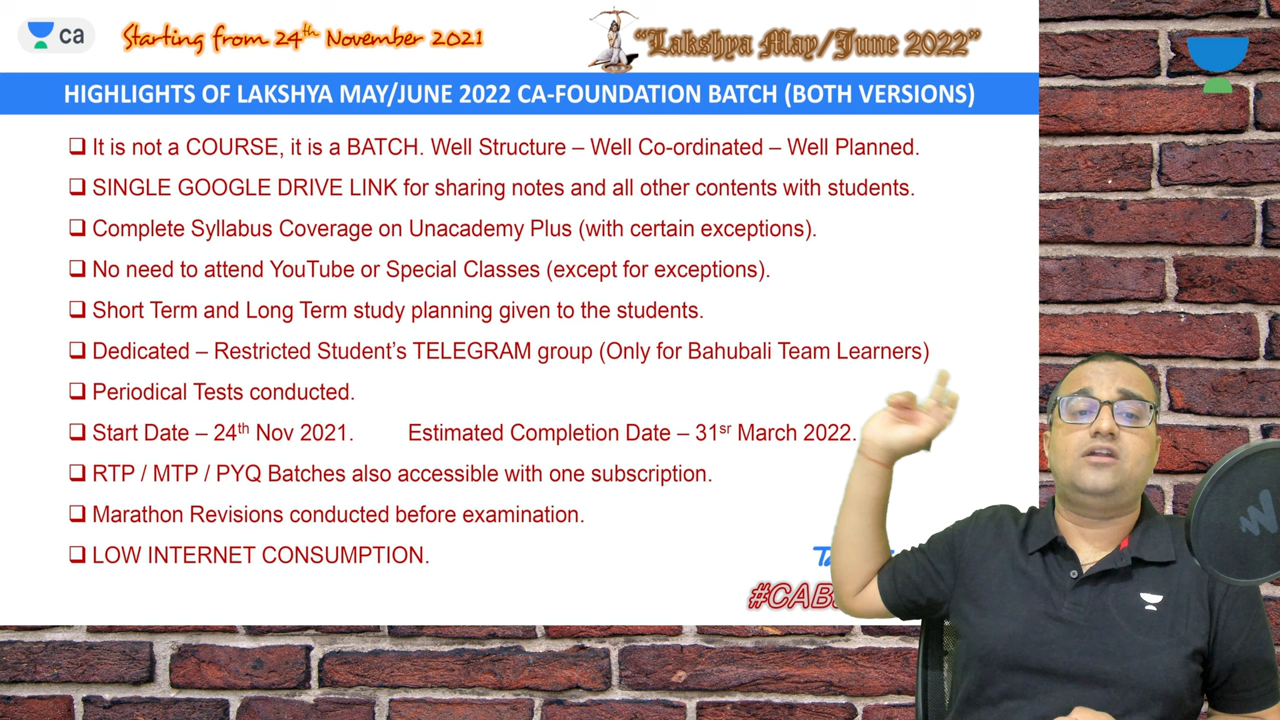 ca
Starting from 24th November 2021
"Lakshya May/June 2022"
HIGHLIGHTS OF LAKSHYA MAY/JUNE 2022 CA-FOUNDATION BATCH (BOTH VERSIONS)
It is not a COURSE, it is a BATCH. Well Structure – Well Co-ordinated – Well Planned.
SINGLE GOOGLE DRIVE LINK for sharing notes and all other contents with students.
Complete Syllabus Coverage on Unacademy Plus (with certain exceptions).
No need to attend YouTube or Special Classes (except for exceptions).
Short Term and Long Term study planning given to the students.
Dedicated – Restricted Student's TELEGRAM group (Only for Bahubali Team Learners)
Periodical Tests conducted.
Start Date – 24th Nov 2021. Estimated Completion Date – 31sr March 2022.
RTP / MTP / PYQ Batches also accessible with one subscription.
Marathon Revisions conducted before examination.
LOW INTERNET CONSUMPTION.